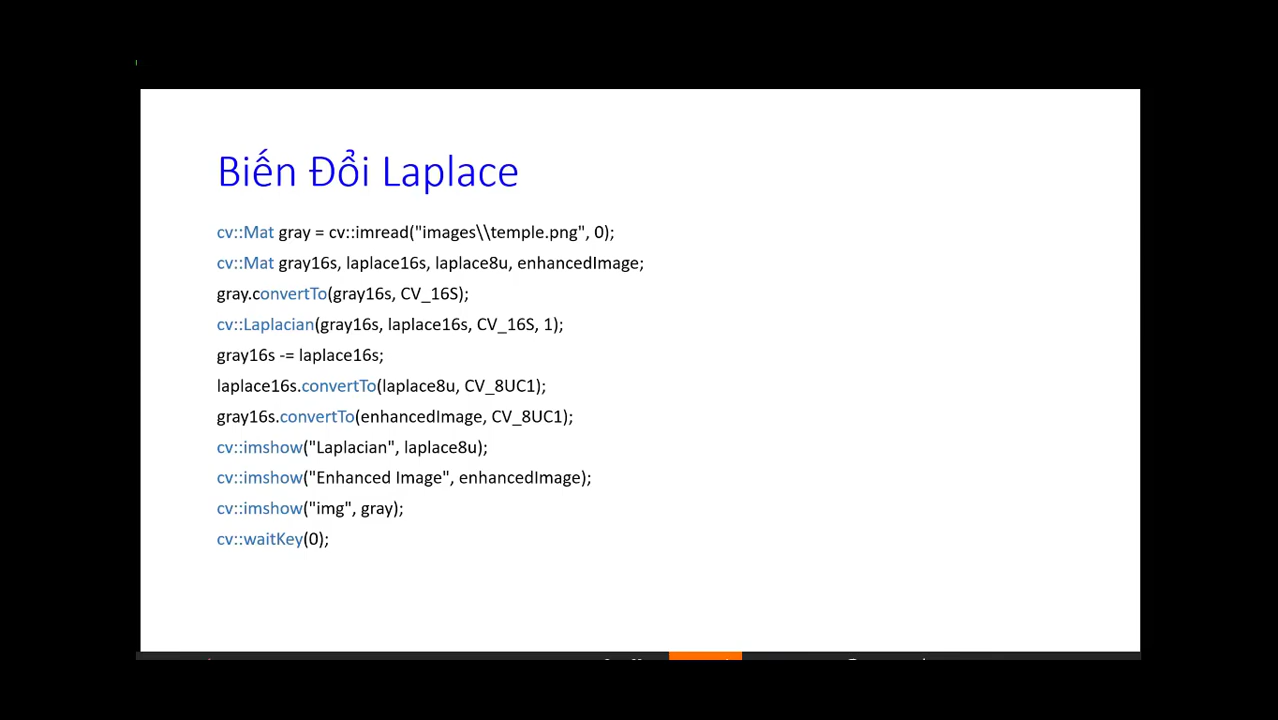 Biến Đổi Laplace
cv::Mat gray = cv::imread("images\\temple.png", 0);
cv::Mat gray16s, laplace16s, laplace8u, enhancedImage;
gray.convertTo(gray16s, CV_16S);
cv::Laplacian(gray16s, laplace16s, CV_16S, 1);
gray16s -= laplace16s;
laplace16s.convertTo(laplace8u, CV_8UC1);
gray16s.convertTo(enhancedImage, CV_8UC1);
cv::imshow("Laplacian", laplace8u);
cv::imshow("Enhanced Image", enhancedImage);
cv::imshow("img", gray);
cv::waitKey(0);